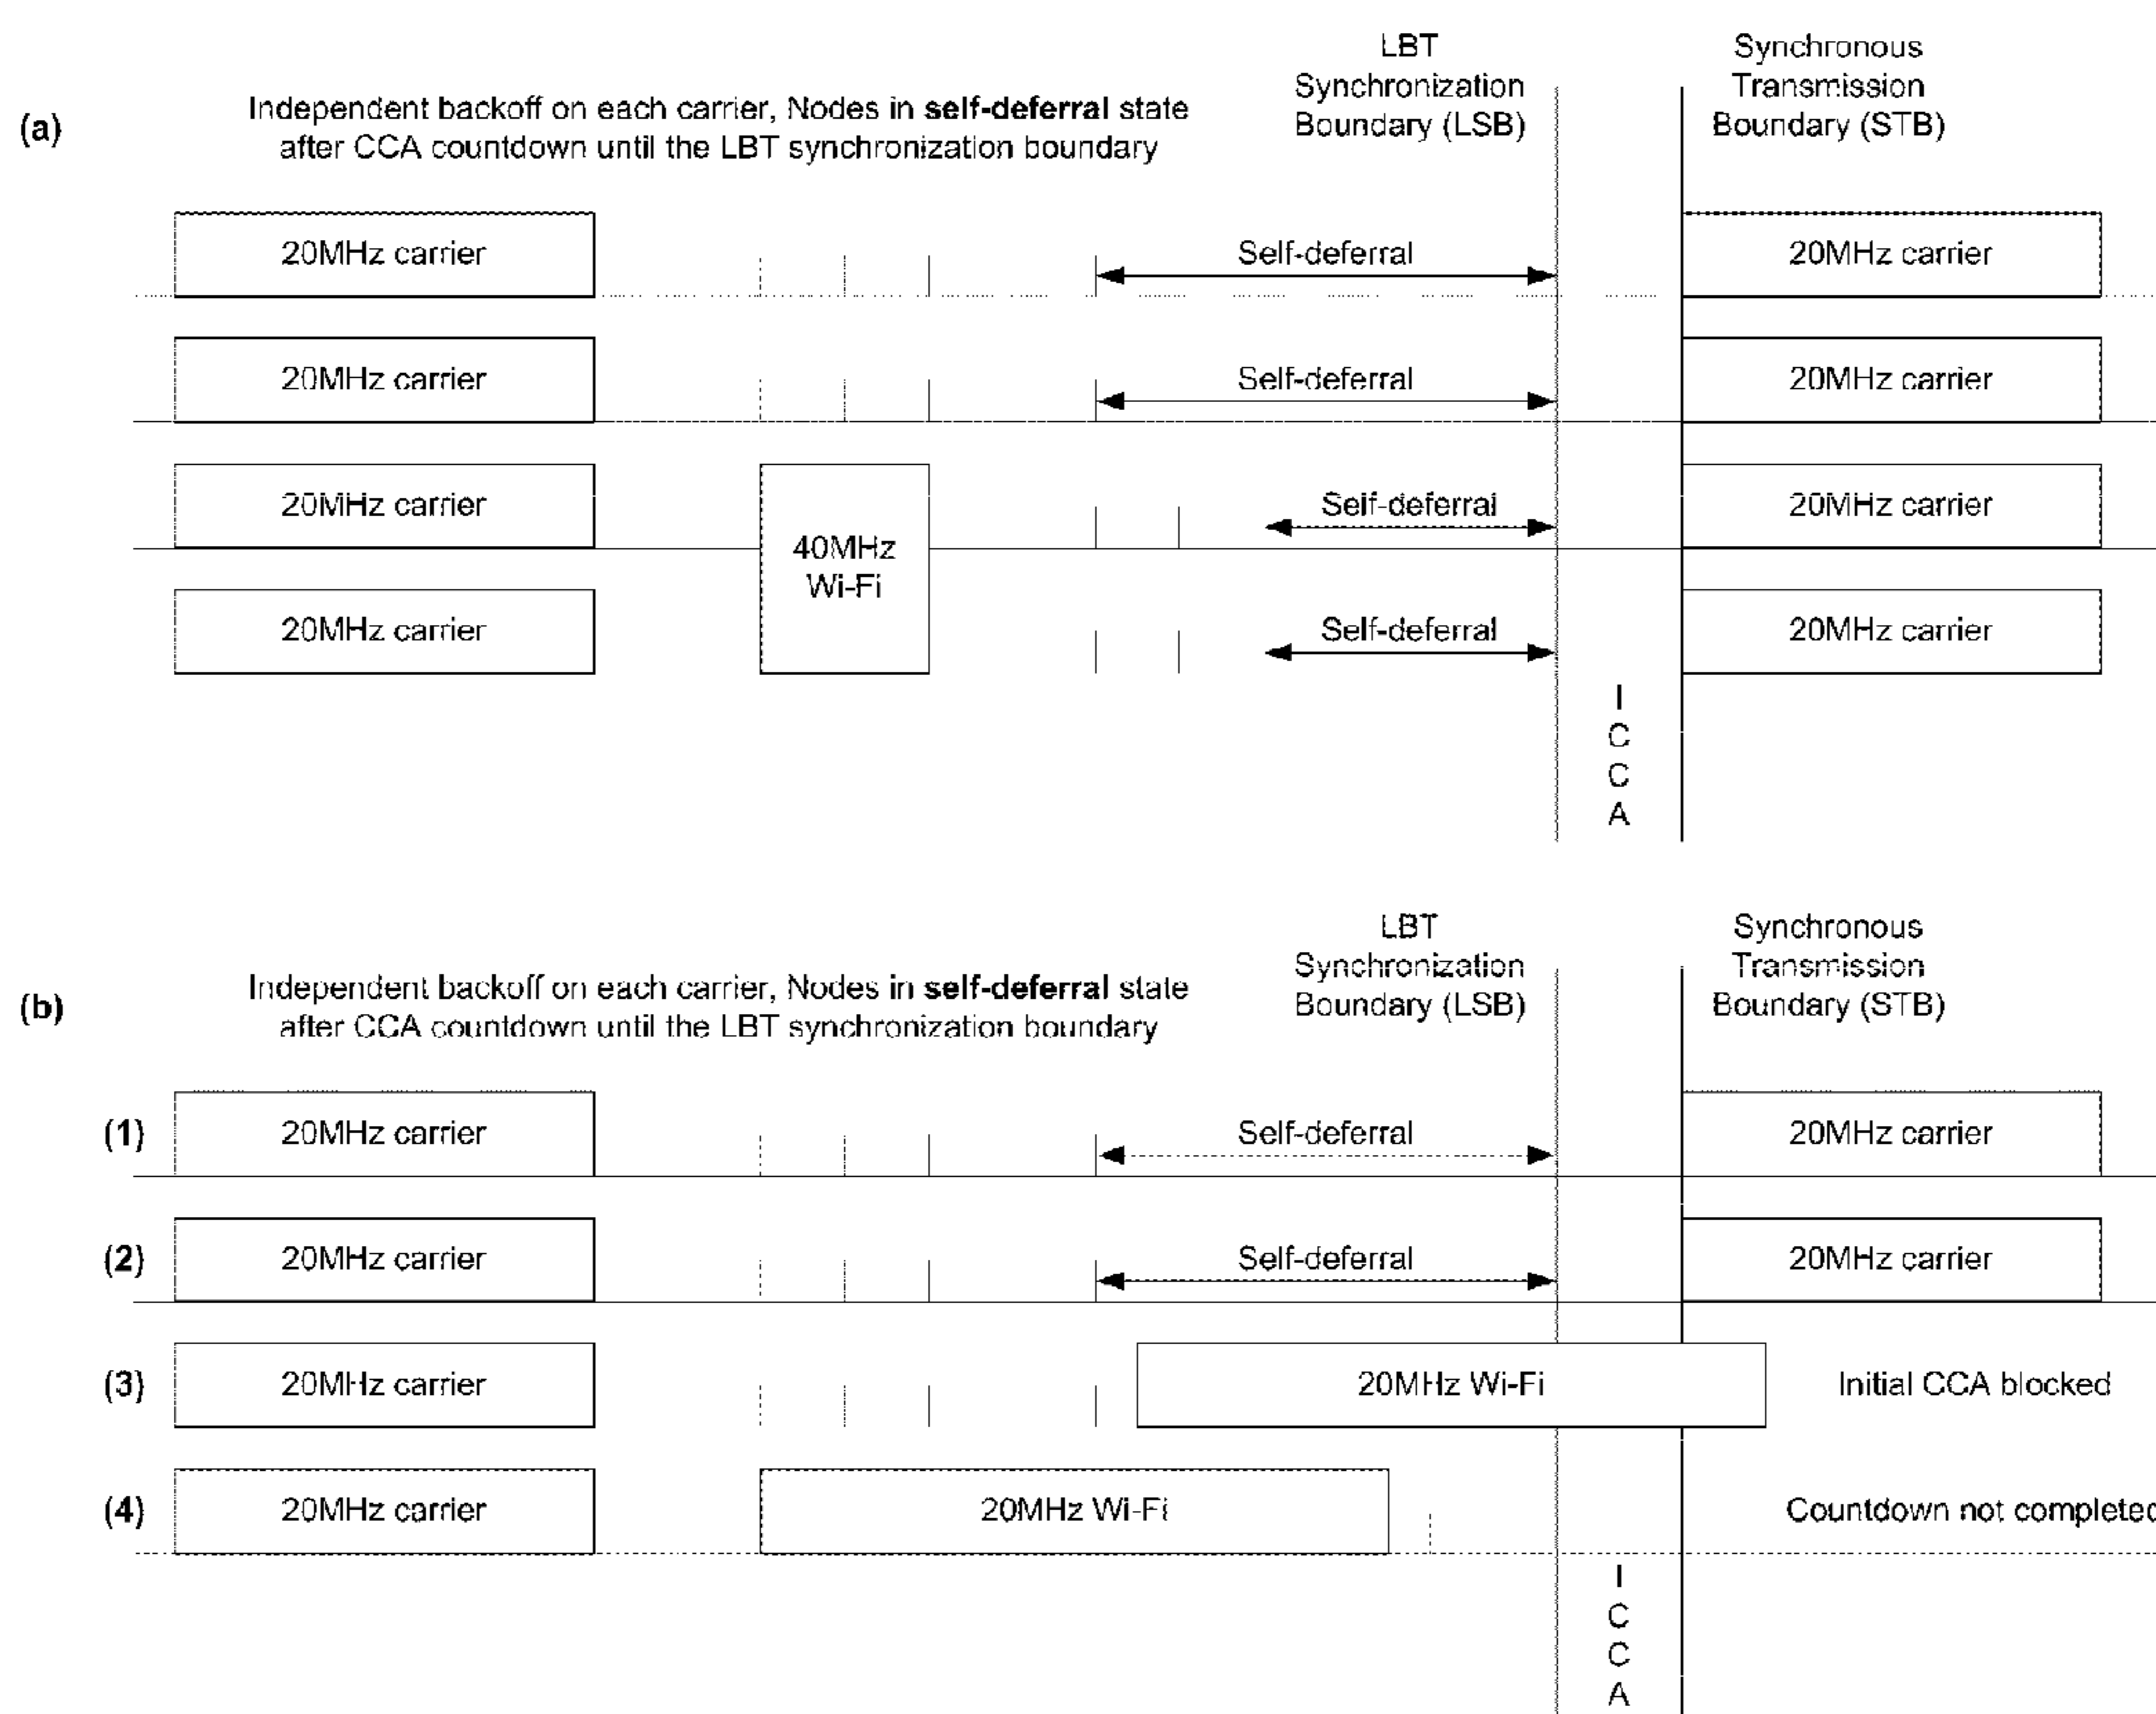 LBT
Synchronization
Boundary (LSB)
Synchronous
Transmission
Boundary (STB)
(a)
Independent backoff on each carrier, Nodes in self-deferral state
after CCA countdown until the LBT synchronization boundary
20MHz carrier
Self-deferral
20MHz carrier
20MHz carrier
Self-deferral
20MHz carrier
20MHz carrier
40MHz
Wi-Fi
Self-deferral
20MHz carrier
20MHz carrier
Self-deferral
20MHz carrier
I
C
C
A
LBT
Synchronization
Boundary (LSB)
Synchronous
Transmission
Boundary (STB)
(b)
Independent backoff on each carrier, Nodes in self-deferral state
after CCA countdown until the LBT synchronization boundary
(1)
20MHz carrier
Self-deferral
20MHz carrier
(2)
20MHz carrier
Self-deferral
20MHz carrier
(3)
20MHz carrier
20MHz Wi-Fi
Initial CCA blocked
(4)
20MHz carrier
20MHz Wi-Fi
Countdown not completed
I
C
C
A